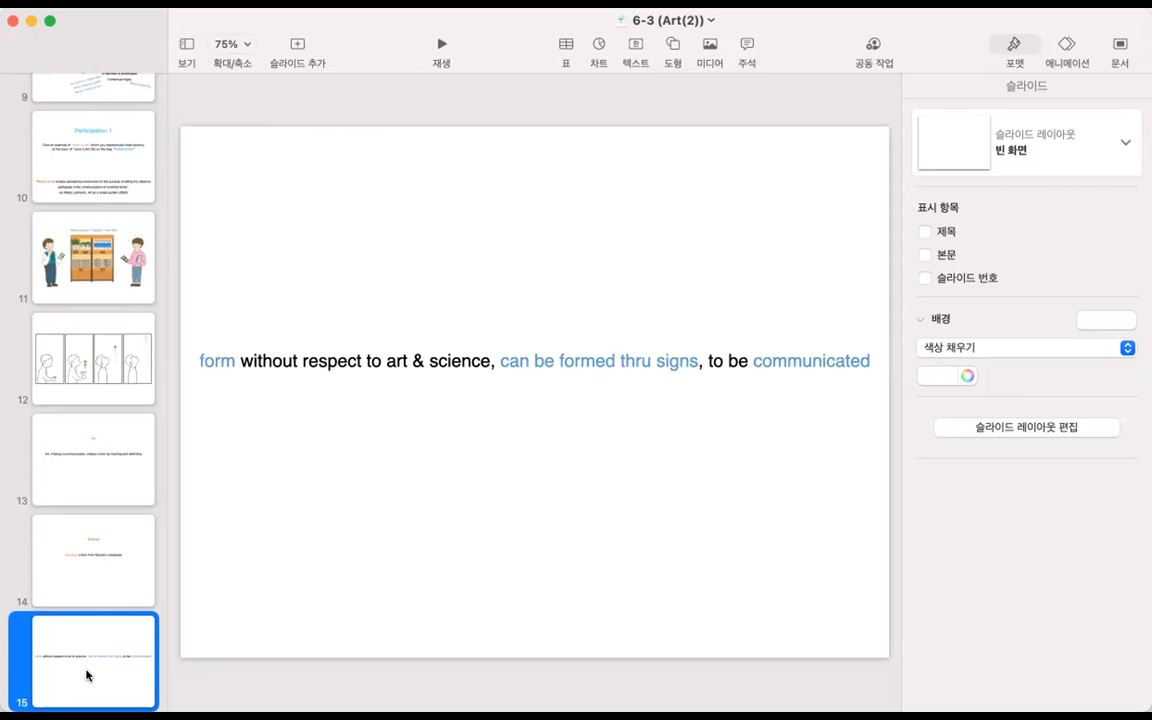 6-3 (Art(2))
75%
보기
확대/축소
슬라이드 추가
재생
표
차트
텍스트
도형
미디어
주석
공동 작업
포맷
애니메이션
문서
9
Participation 1
10
11
12
13
14
15
form without respect to art & science, can be formed thru signs, to be communicated
슬라이드
슬라이드 레이아웃
빈 화면
표시 항목
제목
본문
슬라이드 번호
배경
색상 채우기
슬라이드 레이아웃 편집